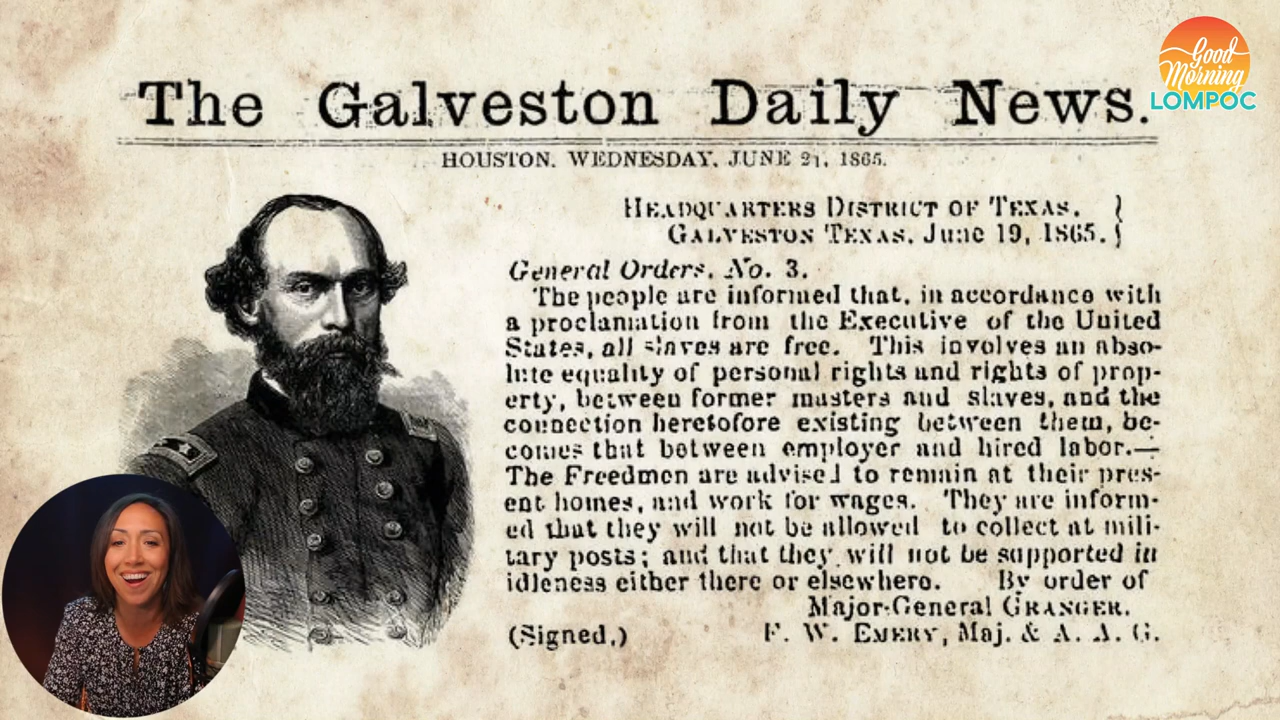 Good
Morning
LOMPOC
The Galveston Daily News.
HOUSTON, WEDNESDAY, JUNE 21, 1865.
HEADQUARTERS DISTRICT OF TEXAS,
GALVESTON TEXAS, June 19, 1865.
General Orders, No. 3.
The people are informed that, in accordance with
a proclamation from the Executive of the United
States, all slaves are free. This involves an abso-
lute equality of personal rights and rights of prop-
erty, between former masters and slaves, and the
connection heretofore existing between them, be-
comes that between employer and hired labor.—
The Freedmen are advised to remain at their pres-
ent homes, and work for wages. They are inform-
ed that they will not be allowed to collect at mili-
tary posts; and that they will not be supported in
idleness either there or elsewhere. By order of
Major-General GRANGER.
(Signed,) F. W. EMERY, Maj. & A. A. G.